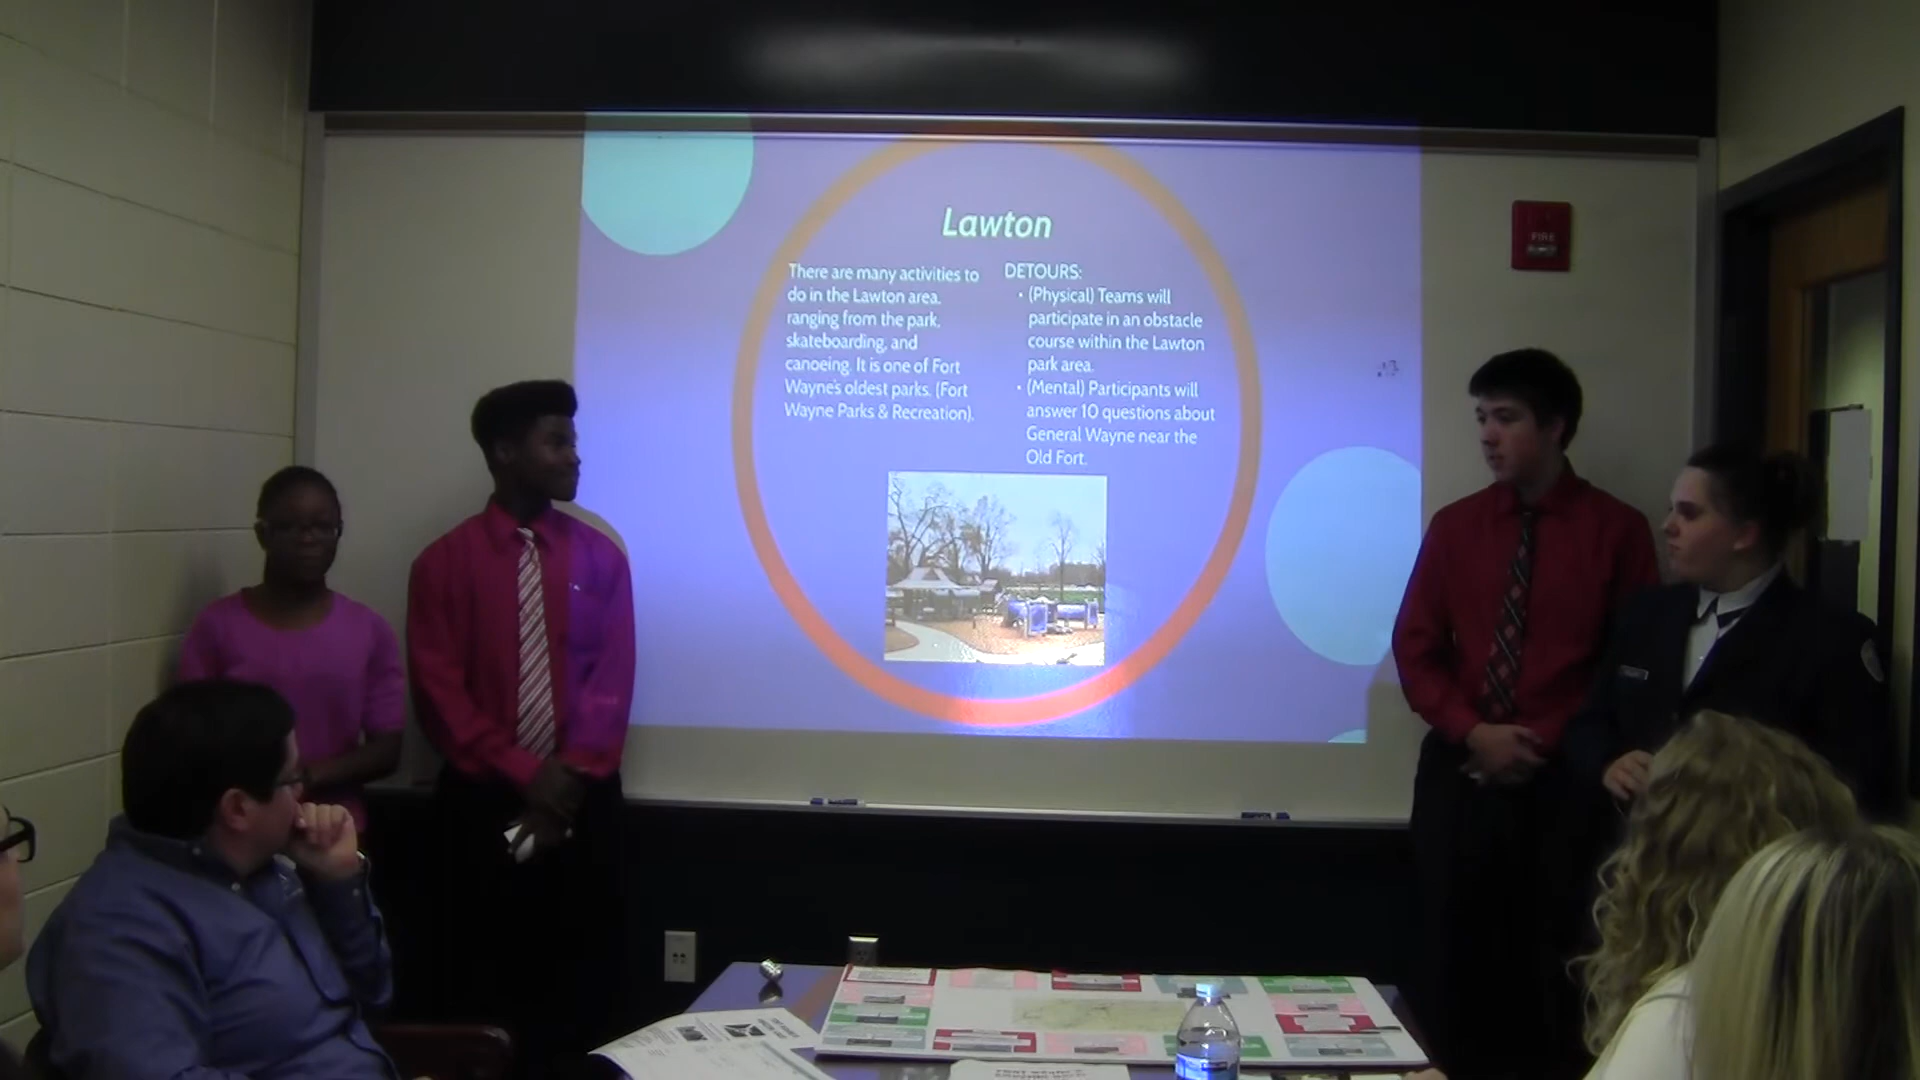 Lawton
There are many activities to
do in the Lawton area,
ranging from the park,
skateboarding, and
canoeing. It is one of Fort
Wayne's oldest parks. (Fort
Wayne Parks & Recreation).
DETOURS:
• (Physical) Teams will
participate in an obstacle
course within the Lawton
park area.
• (Mental) Participants will
answer 10 questions about
General Wayne near the
Old Fort.
FIRE